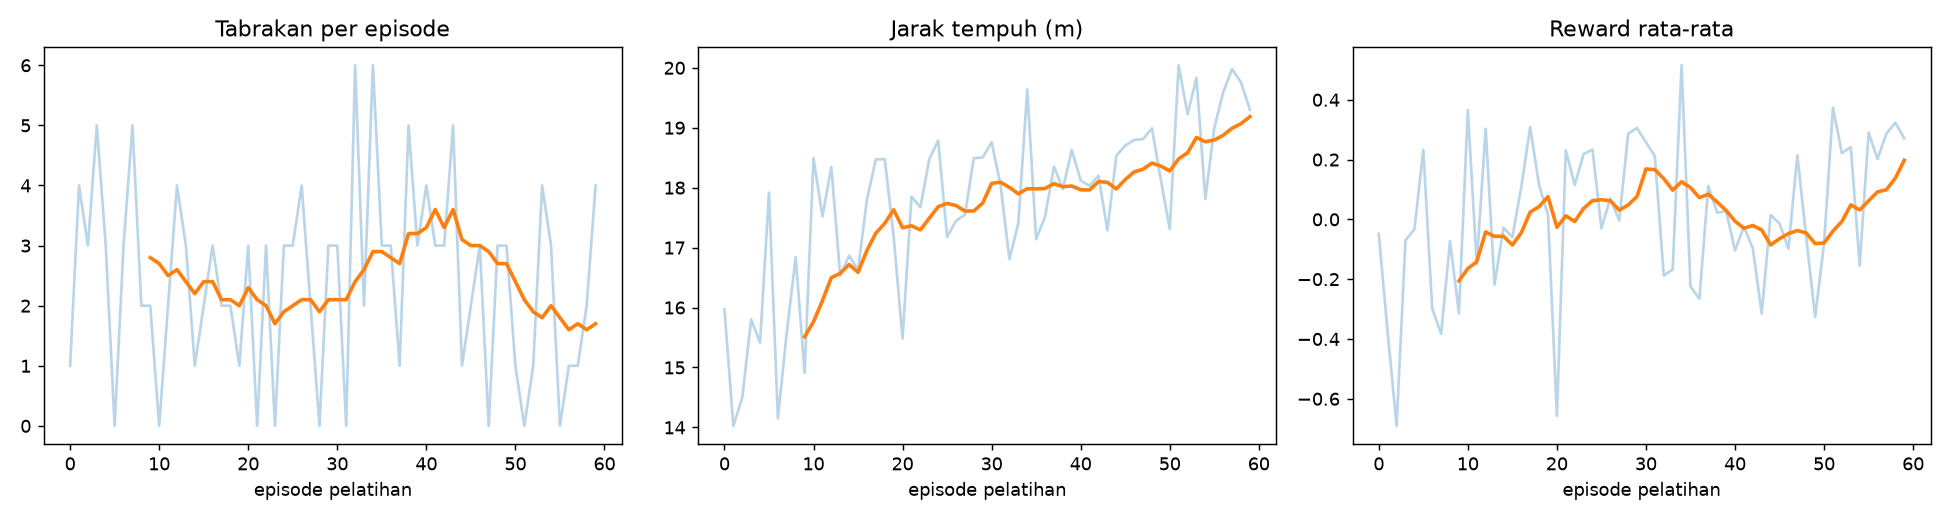 Tabrakan per episode
6
5
4
3
2
1
0
0 10 20 30 40 50 60
episode pelatihan
Jarak tempuh (m)
20
19
18
17
16
15
14
0 10 20 30 40 50 60
episode pelatihan
Reward rata-rata
0.4
0.2
0.0
−0.2
−0.4
−0.6
0 10 20 30 40 50 60
episode pelatihan